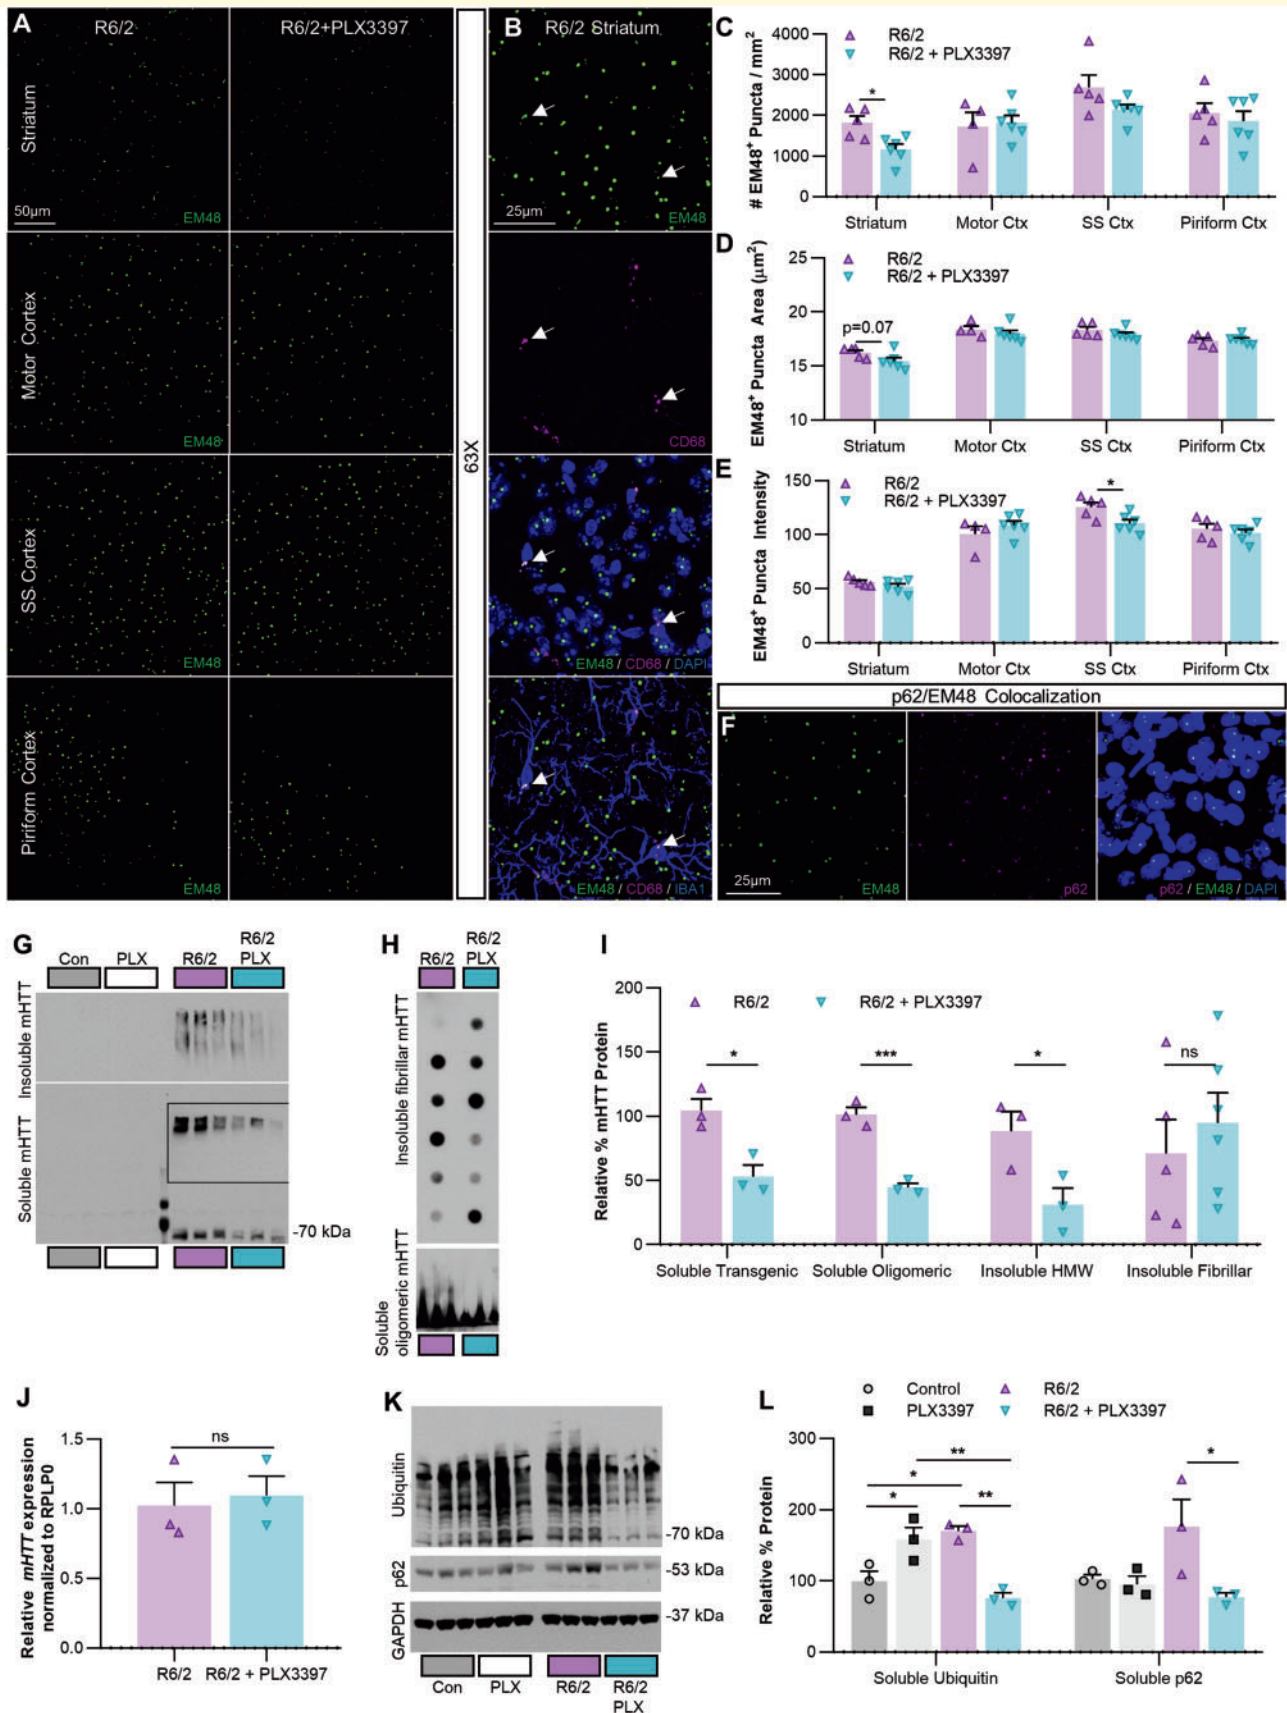 A
R6/2
R6/2+PLX3397
Striatum
50µm
EM48
Motor Cortex
EM48
EM48
SS Cortex
EM48
EM48
Piriform Cortex
EM48
63X
B
R6/2 Striatum
25µm
EM48
CD68
EM48 / CD68 / DAPI
EM48 / CD68 / IBA1
C
R6/2
R6/2 + PLX3397
# EM48+ Puncta / mm²
4000
3000
2000
1000
0
*
Striatum
Motor Ctx
SS Ctx
Piriform Ctx
D
R6/2
R6/2 + PLX3397
EM48+ Puncta Area (µm²)
25
20
15
10
p=0.07
Striatum
Motor Ctx
SS Ctx
Piriform Ctx
E
R6/2
R6/2 + PLX3397
EM48+ Puncta Intensity
150
100
50
0
*
Striatum
Motor Ctx
SS Ctx
Piriform Ctx
p62/EM48 Colocalization
F
25µm
EM48
p62
p62 / EM48 / DAPI
G
Con
PLX
R6/2
R6/2
PLX
Insoluble mHTT
Soluble mHTT
-70 kDa
H
R6/2
R6/2
PLX
Insoluble fibrillar mHTT
Soluble
oligomeric mHTT
I
R6/2
R6/2 + PLX3397
Relative % mHTT Protein
200
150
100
50
0
*
***
*
ns
Soluble Transgenic
Soluble Oligomeric
Insoluble HMW
Insoluble Fibrillar
J
Relative mHTT expression
normalized to RPLP0
1.5
1.0
0.5
0.0
ns
R6/2
R6/2 + PLX3397
K
Ubiquitin
-70 kDa
p62
-53 kDa
GAPDH
-37 kDa
Con
PLX
R6/2
R6/2
PLX
L
Control
R6/2
PLX3397
R6/2 + PLX3397
Relative % Protein
300
200
100
0
**
*
*
**
*
Soluble Ubiquitin
Soluble p62